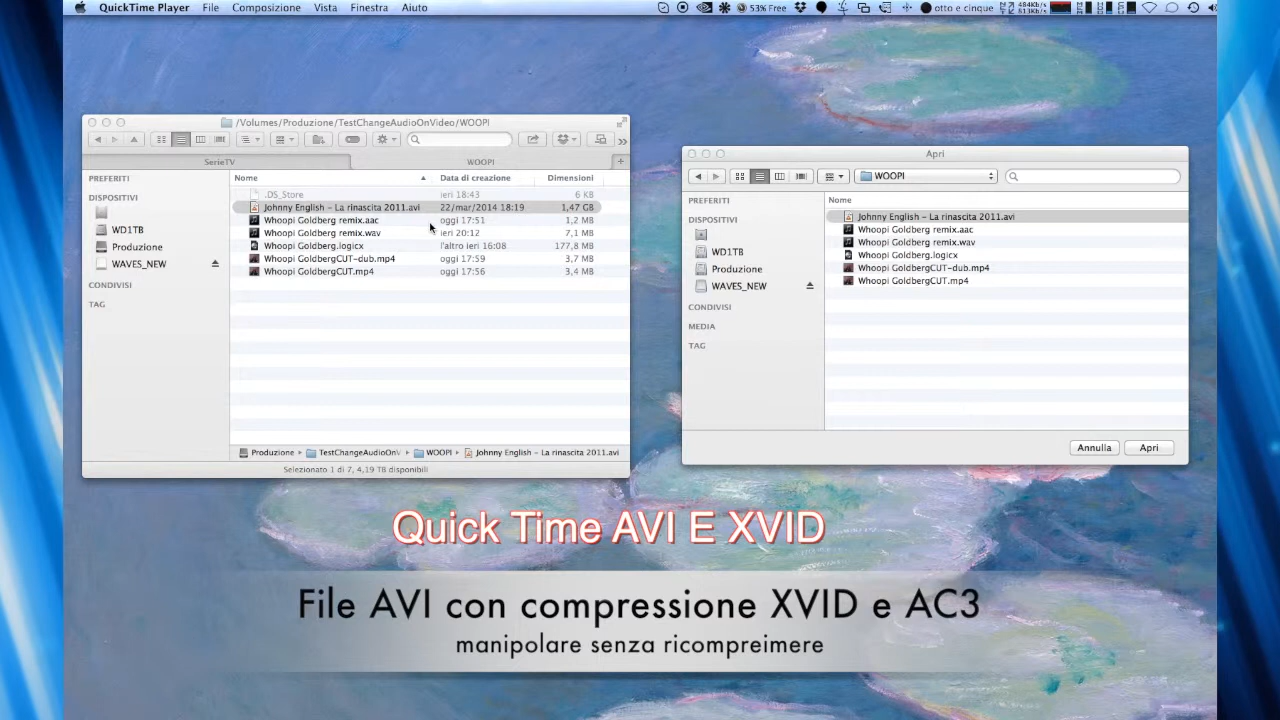 QuickTime Player File Composizione Vista Finestra Aiuto 53% Free otto e cinque 484Kb/s 813Kb/s
/Volumes/Produzione/TestChangeAudioOnVideo/WOOPI
SerieTV WOOPI
PREFERITI
DISPOSITIVI
WD1TB
Produzione
WAVES_NEW
CONDIVISI
TAG
Nome Data di creazione Dimensioni
.DS_Store ieri 18:43 6 KB
Johnny English – La rinascita 2011.avi 22/mar/2014 18:19 1,47 GB
Whoopi Goldberg remix.aac oggi 17:51 1,2 MB
Whoopi Goldberg remix.wav ieri 20:12 7,1 MB
Whoopi Goldberg.logicx l'altro ieri 16:08 177,8 MB
Whoopi GoldbergCUT-dub.mp4 oggi 17:59 3,7 MB
Whoopi GoldbergCUT.mp4 oggi 17:56 3,4 MB
Produzione TestChangeAudioOnV WOOPI Johnny English – La rinascita 2011.avi
Selezionato 1 di 7, 4,19 TB disponibili
Apri
WOOPI
PREFERITI
DISPOSITIVI
WD1TB
Produzione
WAVES_NEW
CONDIVISI
MEDIA
TAG
Nome
Johnny English – La rinascita 2011.avi
Whoopi Goldberg remix.aac
Whoopi Goldberg remix.wav
Whoopi Goldberg.logicx
Whoopi GoldbergCUT-dub.mp4
Whoopi GoldbergCUT.mp4
Annulla Apri
Quick Time AVI E XVID
File AVI con compressione XVID e AC3
manipolare senza ricompreimere